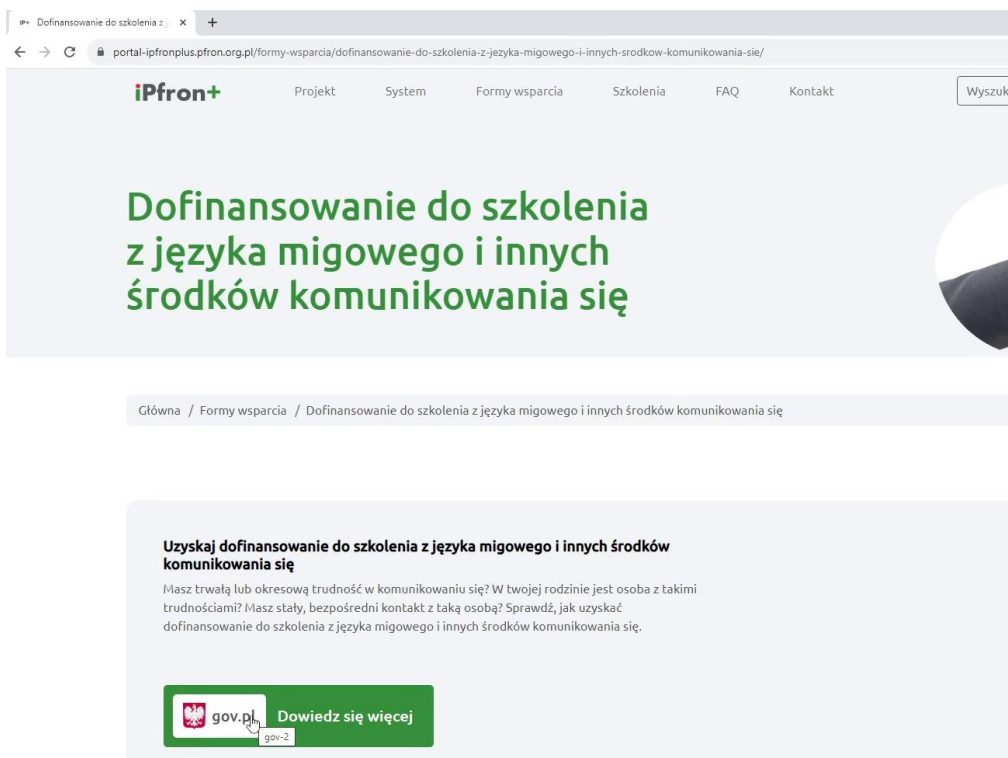 iP+ Dofinansowanie do szkolenia z j
portal-ipfronplus.pfron.org.pl/formy-wsparcia/dofinansowanie-do-szkolenia-z-jezyka-migowego-i-innych-srodkow-komunikowania-sie/
iPfron+ Projekt System Formy wsparcia Szkolenia FAQ Kontakt Wyszuk
Dofinansowanie do szkolenia
z języka migowego i innych
środków komunikowania się
Główna / Formy wsparcia / Dofinansowanie do szkolenia z języka migowego i innych środków komunikowania się
Uzyskaj dofinansowanie do szkolenia z języka migowego i innych środków
komunikowania się
Masz trwałą lub okresową trudność w komunikowaniu się? W twojej rodzinie jest osoba z takimi
trudnościami? Masz stały, bezpośredni kontakt z taką osobą? Sprawdź, jak uzyskać
dofinansowanie do szkolenia z języka migowego i innych środków komunikowania się.
gov.pl Dowiedz się więcej
gov-2